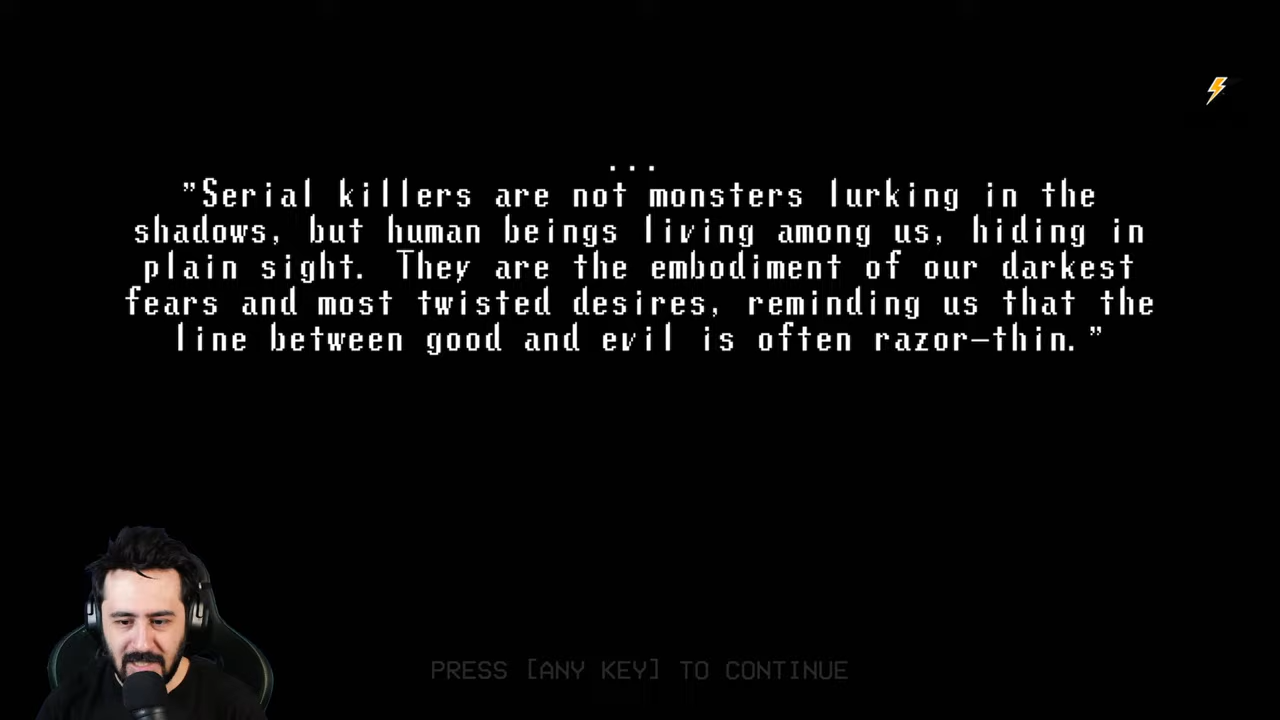 ...
"Serial killers are not monsters lurking in the
shadows, but human beings living among us, hiding in
plain sight. They are the embodiment of our darkest
fears and most twisted desires, reminding us that the
line between good and evil is often razor-thin."
PRESS [ANY KEY] TO CONTINUE